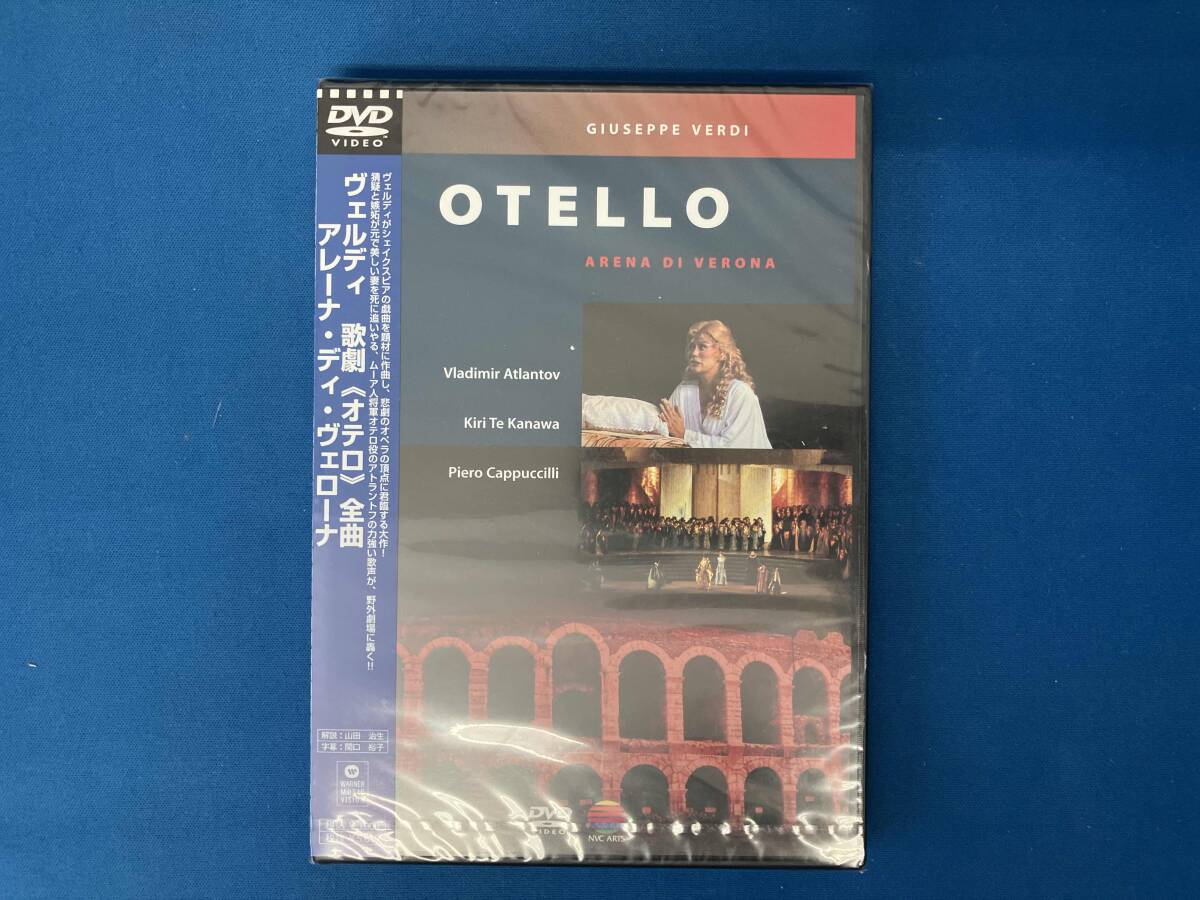 DVD
VIDEO
ヴェルディがシェイクスピアの戯曲を題材に作曲し、悲劇のオペラの頂点に君臨する大作!
猜疑と嫉妬が元で美しい妻を死に追いやる、ムーア人将軍オテロ役のアトラントフの力強い歌声が、野外劇場に轟く!!
ヴェルディ 歌劇《オテロ》全曲
アレーナ・ディ・ヴェローナ
解説:山田 治生
字幕:関口 裕子
WARNER
MUSIC
VISION
GIUSEPPE VERDI
OTELLO
ARENA DI VERONA
Vladimir Atlantov
Kiri Te Kanawa
Piero Cappuccilli
DVD
VIDEO
NVC ARTS